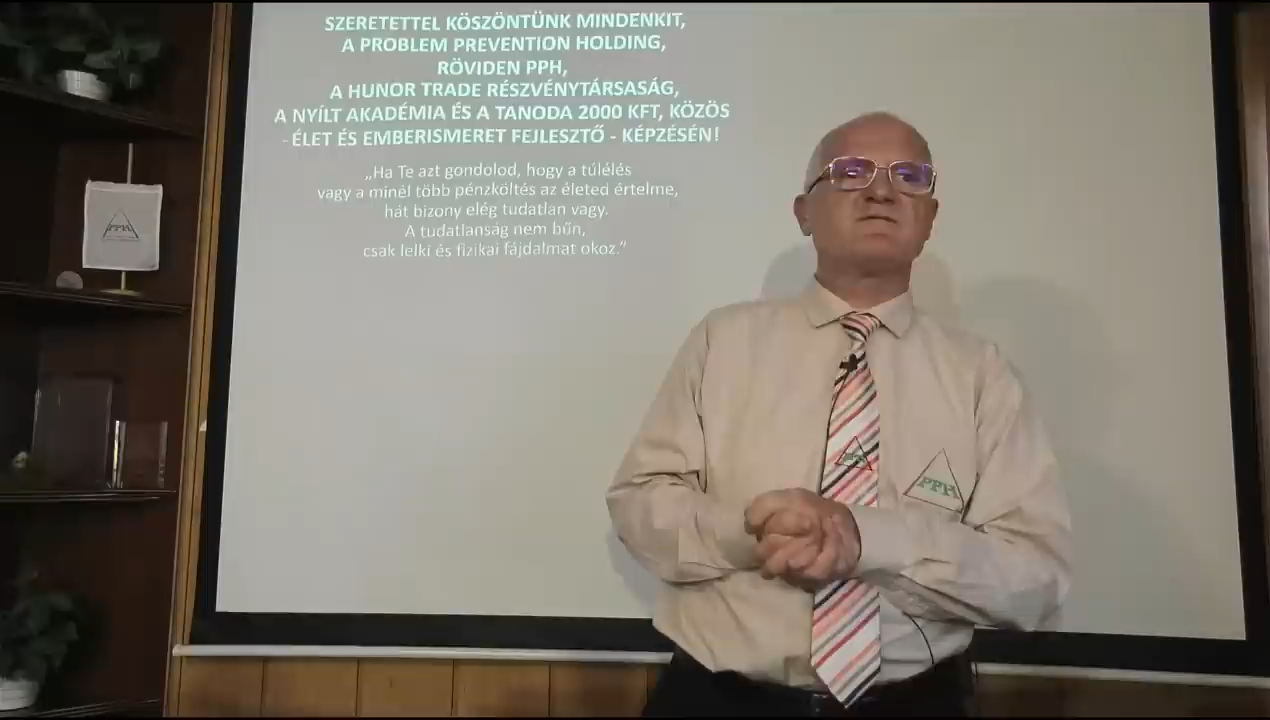 SZERETETTEL KÖSZÖNTÜNK MINDENKIT,
A PROBLEM PREVENTION HOLDING,
RÖVIDEN PPH,
A HUNOR TRADE RÉSZVÉNYTÁRSASÁG,
A NYÍLT AKADÉMIA ÉS A TANODA 2000 KFT, KÖZÖS
- ÉLET ÉS EMBERISMERET FEJLESZTŐ - KÉPZÉSÉN!
„Ha Te azt gondolod, hogy a túlélés
vagy a minél több pénzköltés az életed értelme,
hát bizony elég tudatlan vagy.
A tudatlanság nem bűn,
csak lelki és fizikai fájdalmat okoz.”
PPH
PPH
PPH